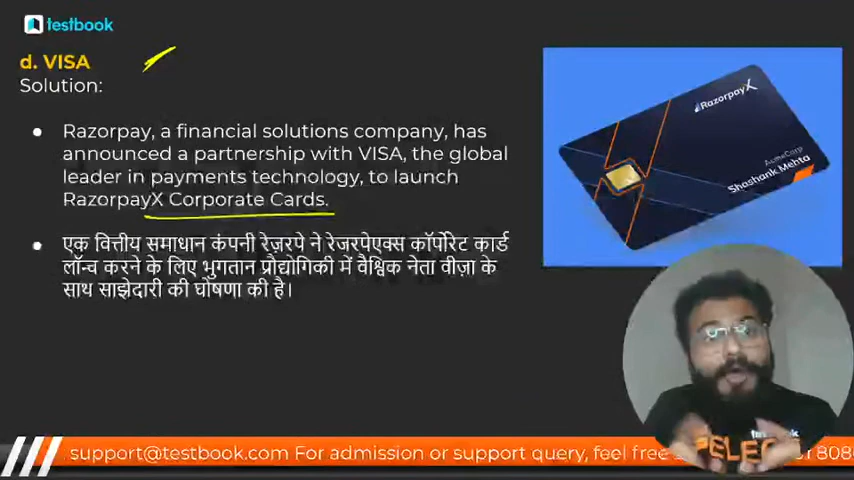 testbook
d. VISA
Solution:
Razorpay, a financial solutions company, has
announced a partnership with VISA, the global
leader in payments technology, to launch
RazorpayX Corporate Cards.
एक वित्तीय समाधान कंपनी रेज़रपे ने रेजरपेएक्स कॉर्पोरेट कार्ड
लॉन्च करने के लिए भुगतान प्रौद्योगिकी में वैश्विक नेता वीज़ा के
साथ साझेदारी की घोषणा की है।
RazorpayX
AcmeCorp
Shashank.Mehta
testbook
support@testbook.com For admission or support query, feel free